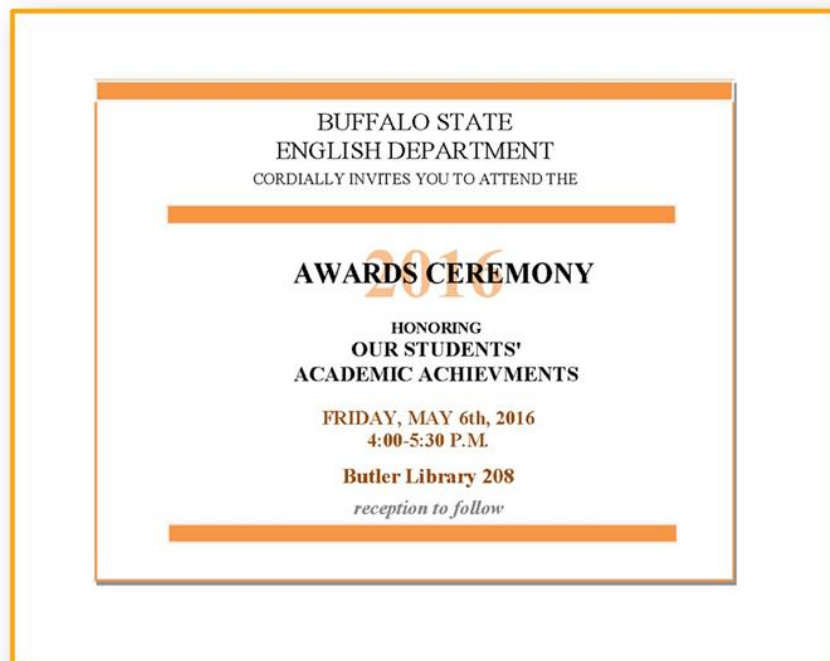 BUFFALO STATE
ENGLISH DEPARTMENT
CORDIALLY INVITES YOU TO ATTEND THE
2016
AWARDS CEREMONY
HONORING
OUR STUDENTS'
ACADEMIC ACHIEVMENTS
FRIDAY, MAY 6th, 2016
4:00-5:30 P.M.
Butler Library 208
reception to follow